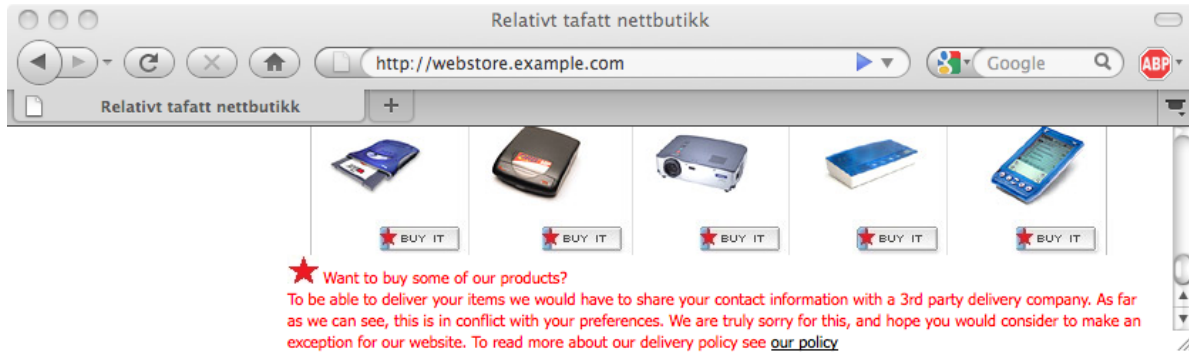 Relativt tafatt nettbutikk
http://webstore.example.com
Google
ABP
Relativt tafatt nettbutikk
+
BUY IT BUY IT BUY IT BUY IT BUY IT
Want to buy some of our products?
To be able to deliver your items we would have to share your contact information with a 3rd party delivery company. As far
as we can see, this is in conflict with your preferences. We are truly sorry for this, and hope you would consider to make an
exception for our website. To read more about our delivery policy see our policy